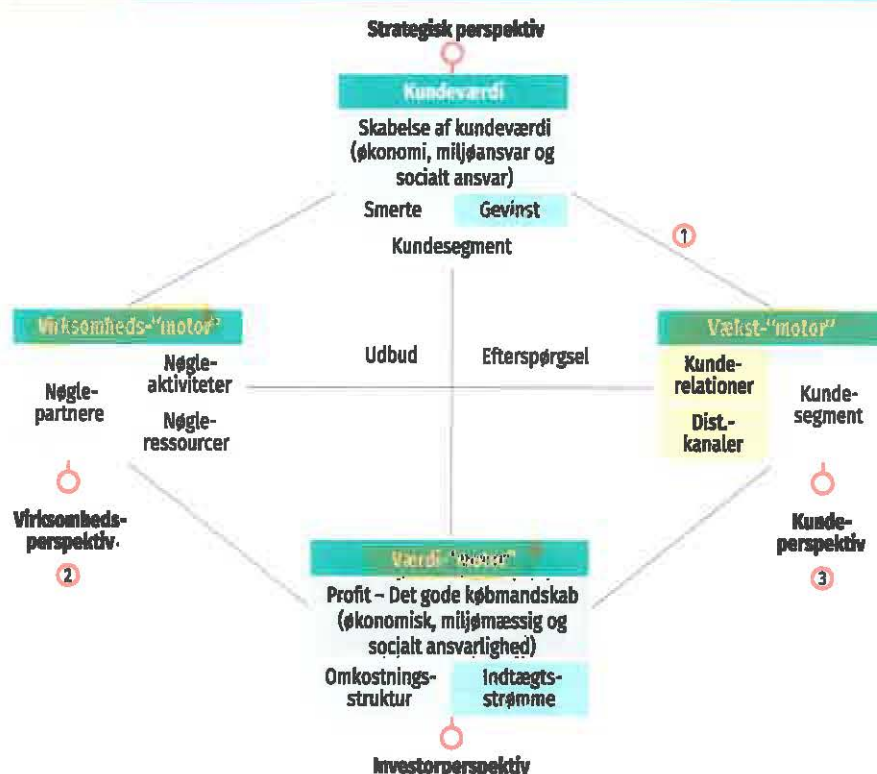 Strategisk perspektiv
Kundeværdi
Skabelse af kundeværdi
(økonomi, miljøansvar og
socialt ansvar)
Smerte
Gevinst
Kundesegment
1
Virksomheds-"motor"
Nøgle-
partnere
Nøgle-
aktiviteter
Nøgle-
ressourcer
Udbud
Efterspørgsel
Vækst-"motor"
Kunde-
relationer
Dist.-
kanaler
Kunde-
segment
Virksomheds-
perspektiv.
2
Kunde-
perspektiv
3
Værdi-"motor"
Profit – Det gode købmandskab
(økonomisk, miljømæssig og
socialt ansvarlighed)
Omkostnings-
struktur
Indtægts-
strømme
Investorperspektiv